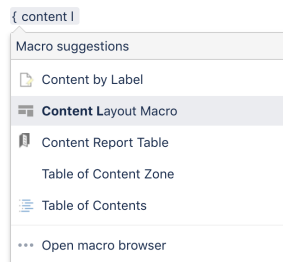 { content l
Macro suggestions
Content by Label
Content Layout Macro
Content Report Table
Table of Content Zone
Table of Contents
Open macro browser